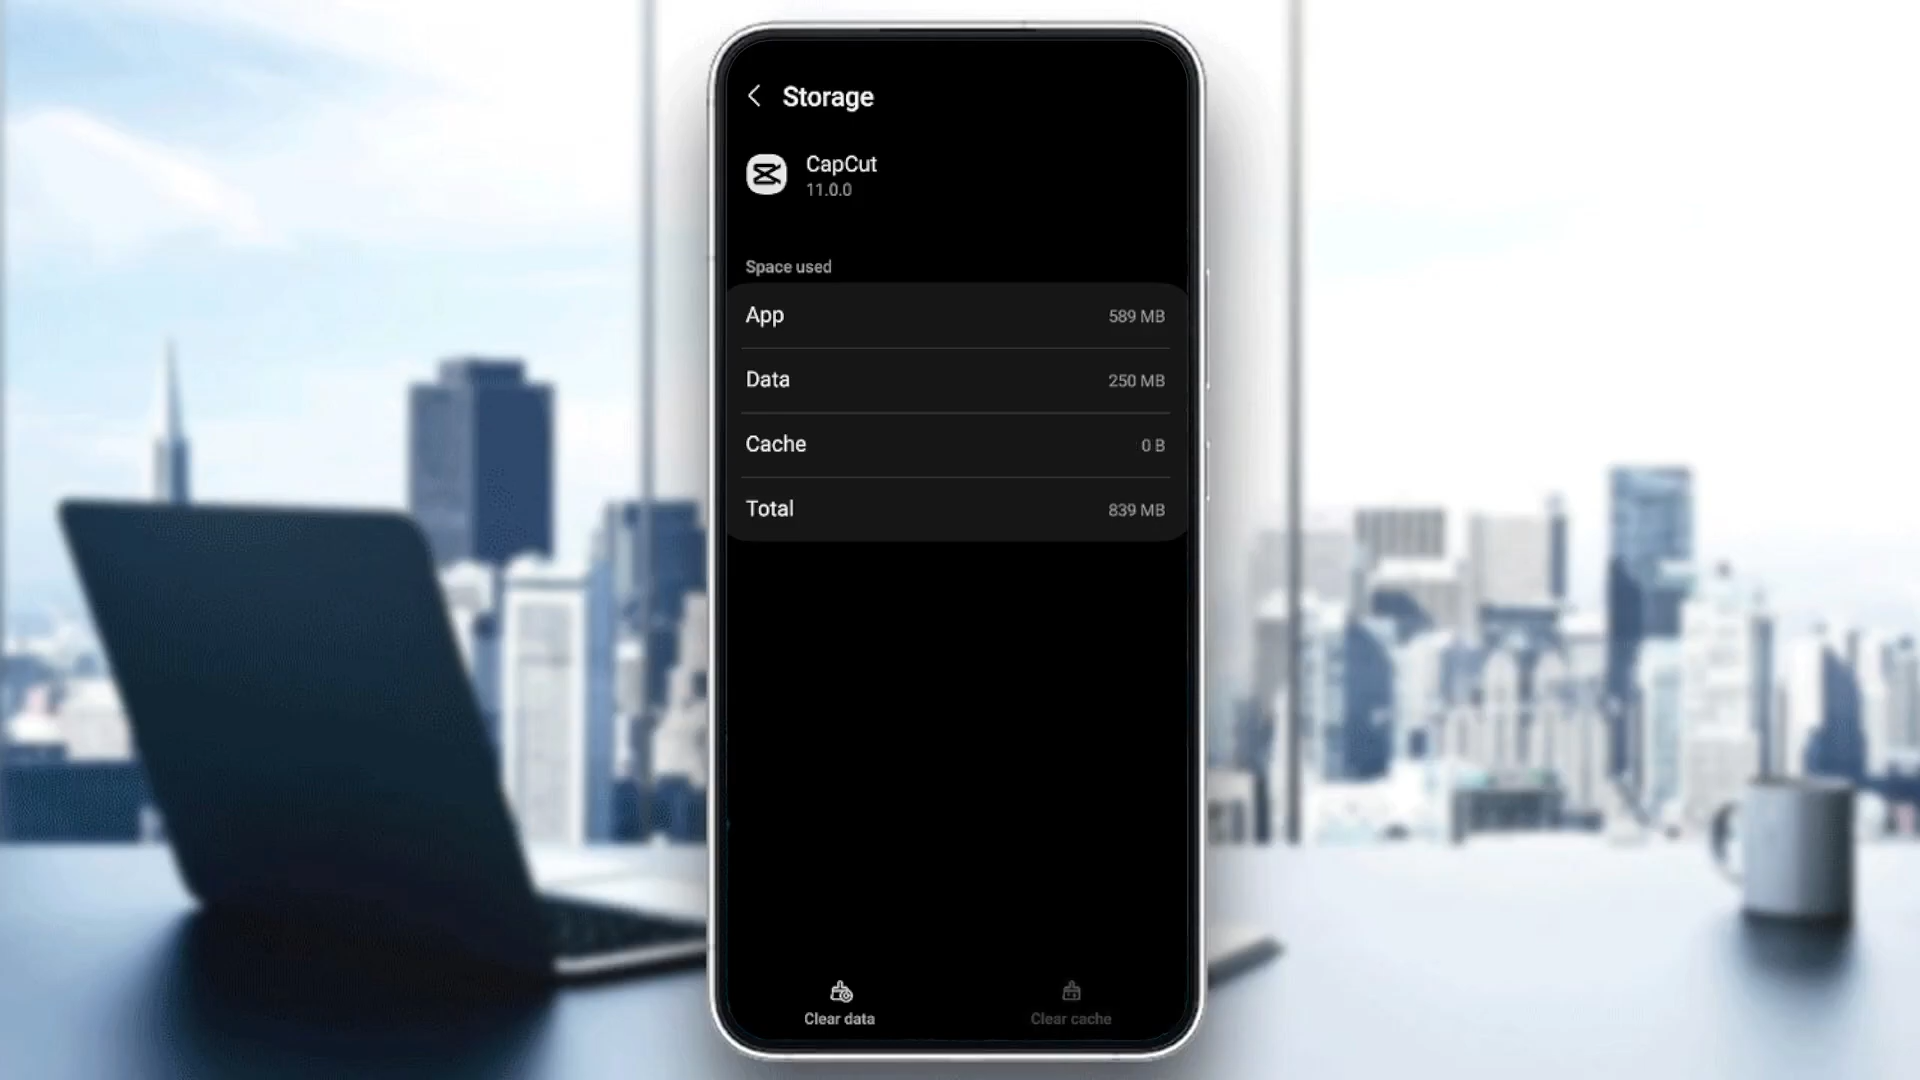 Storage
CapCut
11.0.0
Space used
App 589 MB
Data 250 MB
Cache 0 B
Total 839 MB
Clear data Clear cache